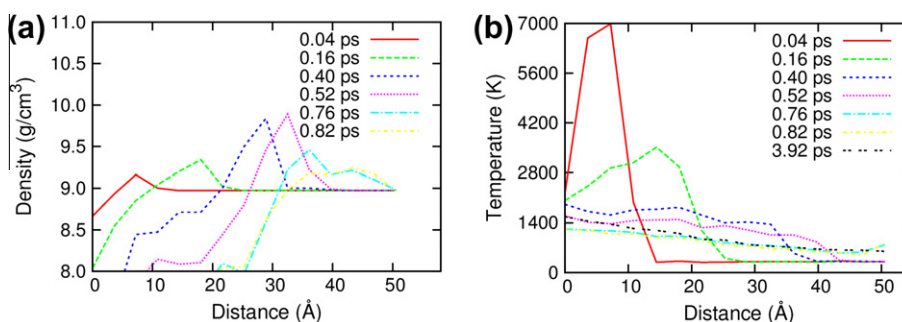 (a)
11.0
10.5
10.0
9.5
9.0
8.5
8.0
Density (g/cm³)
0.04 ps
0.16 ps
0.40 ps
0.52 ps
0.76 ps
0.82 ps
0 10 20 30 40 50
Distance (Å)
(b)
7000
5600
4200
2800
1400
0
Temperature (K)
0.04 ps
0.16 ps
0.40 ps
0.52 ps
0.76 ps
0.82 ps
3.92 ps
0 10 20 30 40 50
Distance (Å)